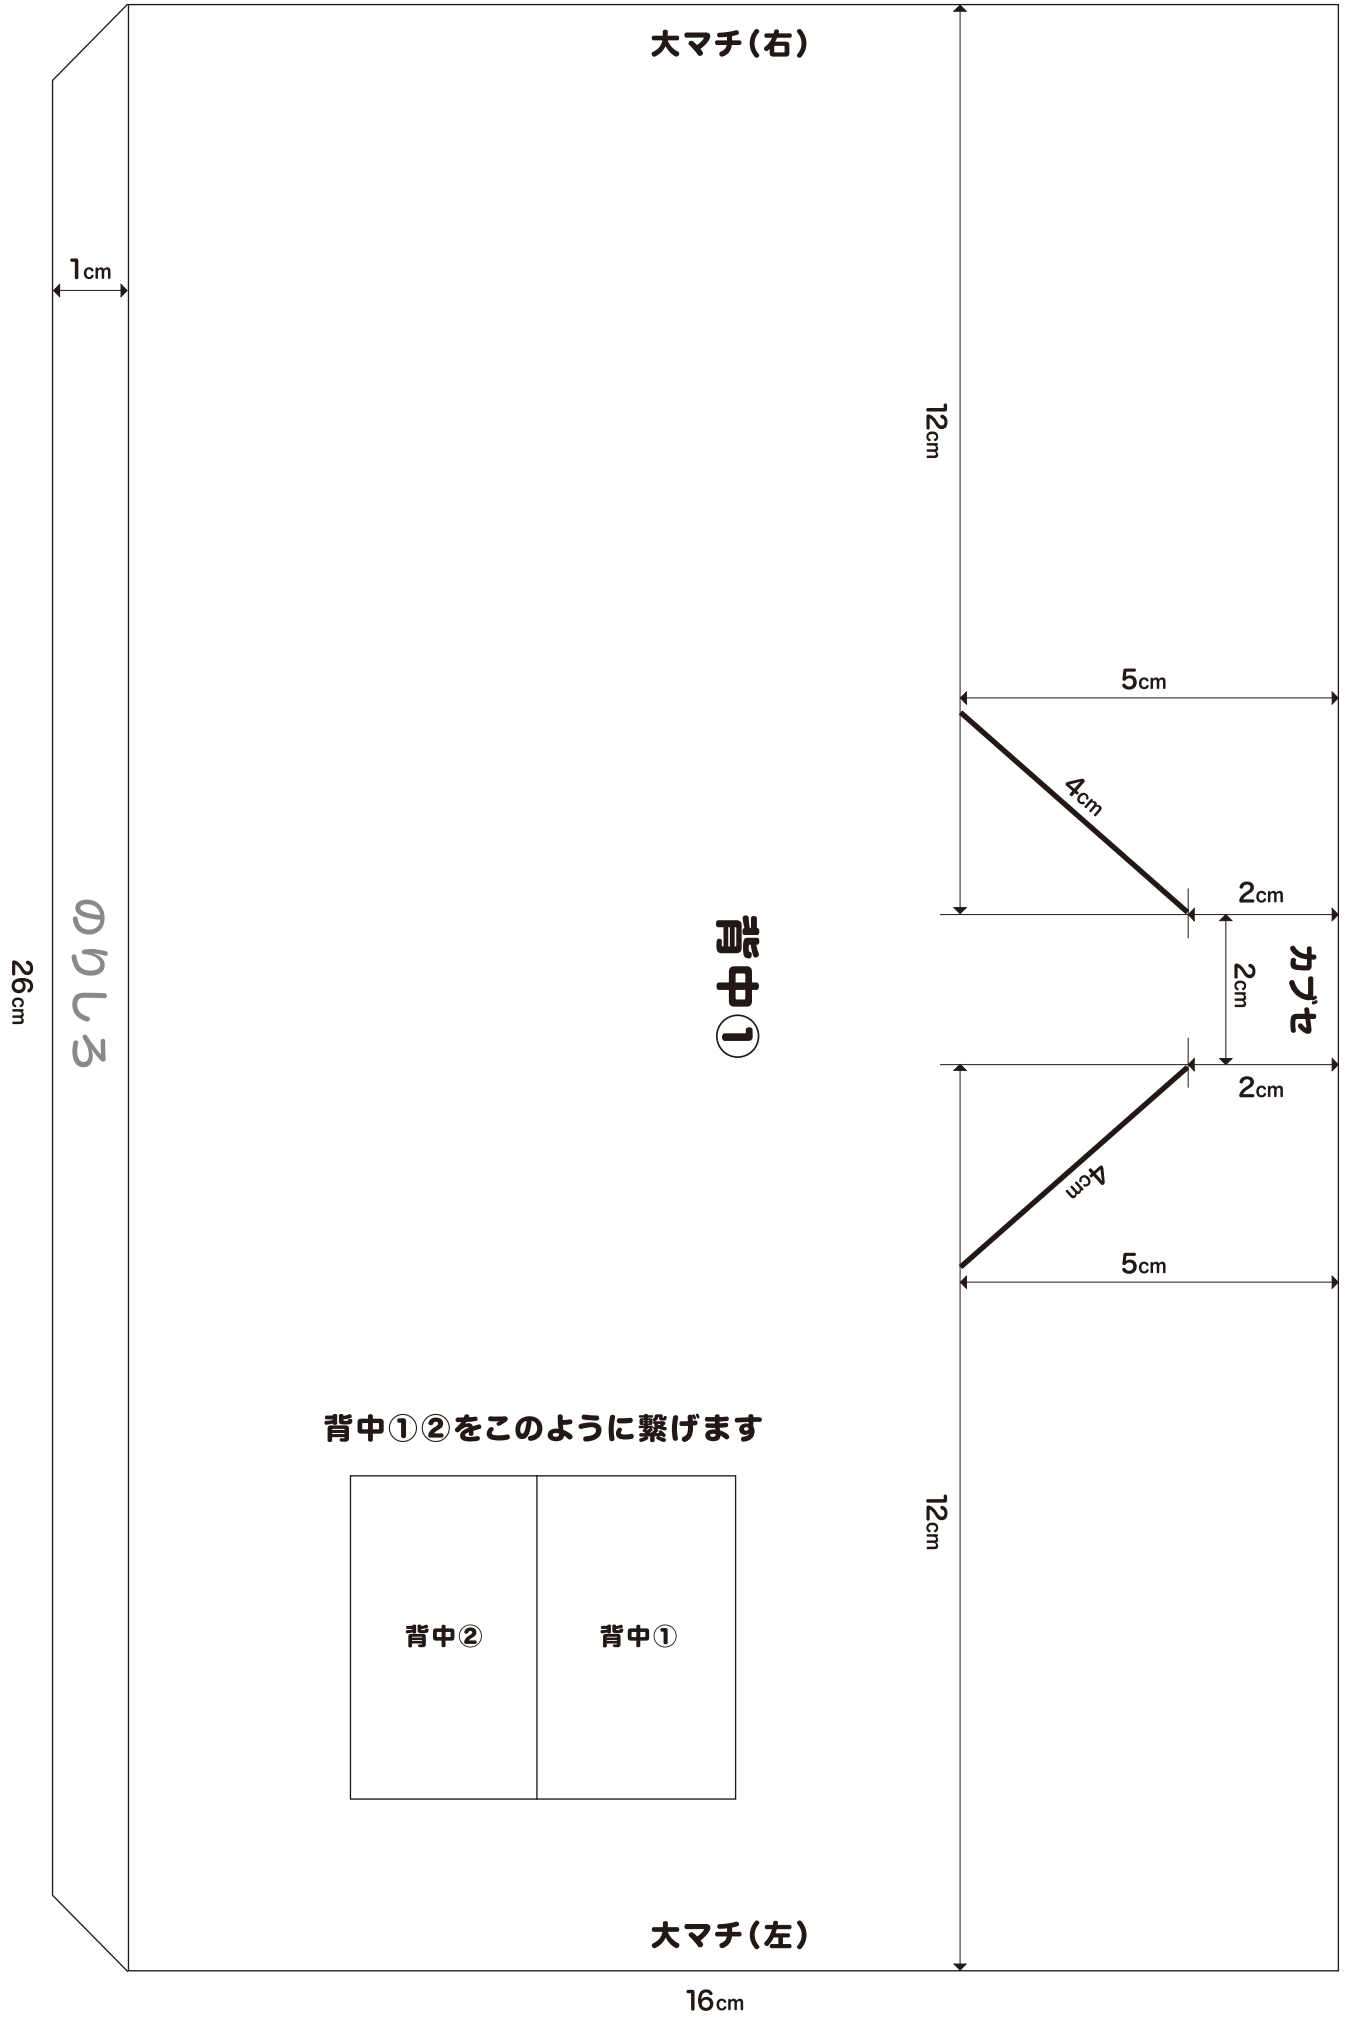 大マチ（右）
1cm
12cm
5cm
4cm
2cm
カブセ
2cm
背中①
のりしろ
26cm
2cm
4cm
5cm
背中①②をこのように繋げます
12cm
背中②
背中①
大マチ（左）
16cm